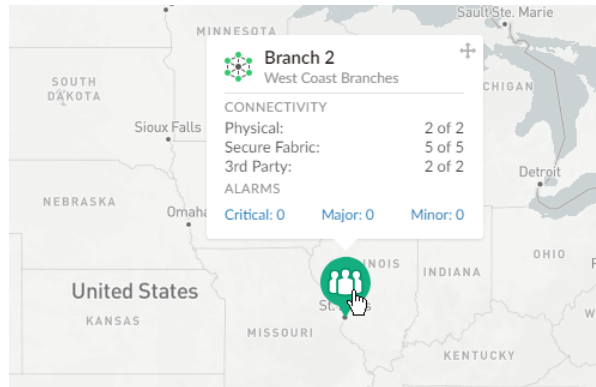 Sault Ste. Marie
MINNESOTA
Branch 2
West Coast Branches
SOUTH
DAKOTA
CHIGAN
CONNECTIVITY
Physical: 2 of 2
Sioux Falls
Secure Fabric: 5 of 5
3rd Party: 2 of 2
Detroit
ALARMS
NEBRASKA
Omaha
Critical: 0 Major: 0 Minor: 0
OHIO
INOIS
INDIANA
United States
St.
KANSAS
MISSOURI
KENTUCKY